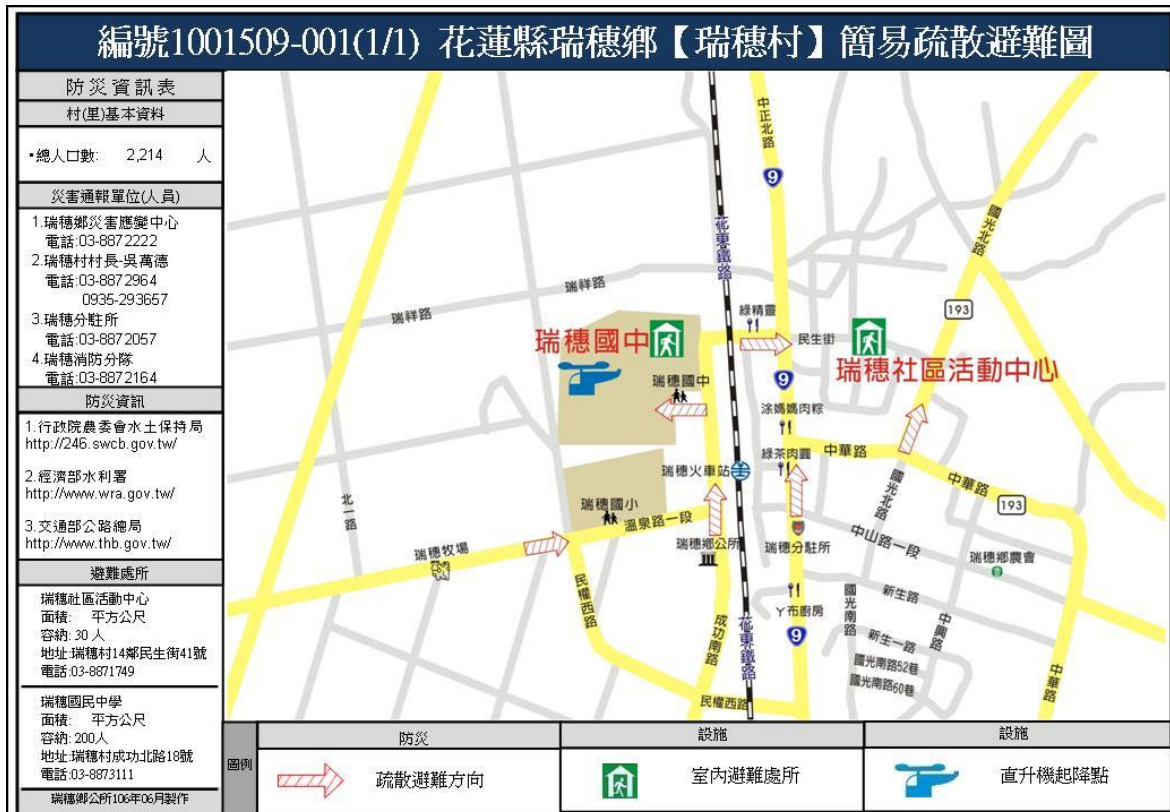 編號1001509-001(1/1) 花蓮縣瑞穗鄉【瑞穗村】簡易疏散避難圖
防災資訊表
村(里)基本資料
•總人口數: 2,214 人
災害通報單位(人員)
1.瑞穗鄉災害應變中心
電話:03-8872222
2.瑞穗村村長-吳萬德
電話:03-8872964
0935-293657
3.瑞穗分駐所
電話:03-8872057
4.瑞穗消防分隊
電話:03-8872164
防災資訊
1.行政院農委會水土保持局
http://246.swcb.gov.tw/
2.經濟部水利署
http://www.wra.gov.tw/
3.交通部公路總局
http://www.thb.gov.tw/
避難處所
瑞穗社區活動中心
面積: 平方公尺
容納: 30人
地址:瑞穗村14鄰民生街41號
電話:03-8871749
瑞穗國民中學
面積: 平方公尺
容納: 200人
地址:瑞穗村成功北路18號
電話:03-8873111
瑞穗鄉公所106年06月製作
中正北路
9
花東鐵路
國光北路
瑞祥路
瑞祥路
綠精靈
193
瑞穗國中
民生街
瑞穗社區活動中心
9
瑞穗國中
涂媽媽肉粽
綠茶肉圓
中華路
瑞穗火車站
中華路
國光北路
193
北一路
瑞穗國小
溫泉路一段
中山路一段
瑞穗牧場
瑞穗鄉公所
瑞穗分駐所
瑞穗鄉農會
民權西路
成功南路
花東鐵路
ㄚ布廚房
9
國光南路
新生路
中興路
新生一路
國光南路52巷
國光南路60巷
中華路
民權西路
圖例
防災
設施
設施
疏散避難方向
室內避難處所
直升機起降點